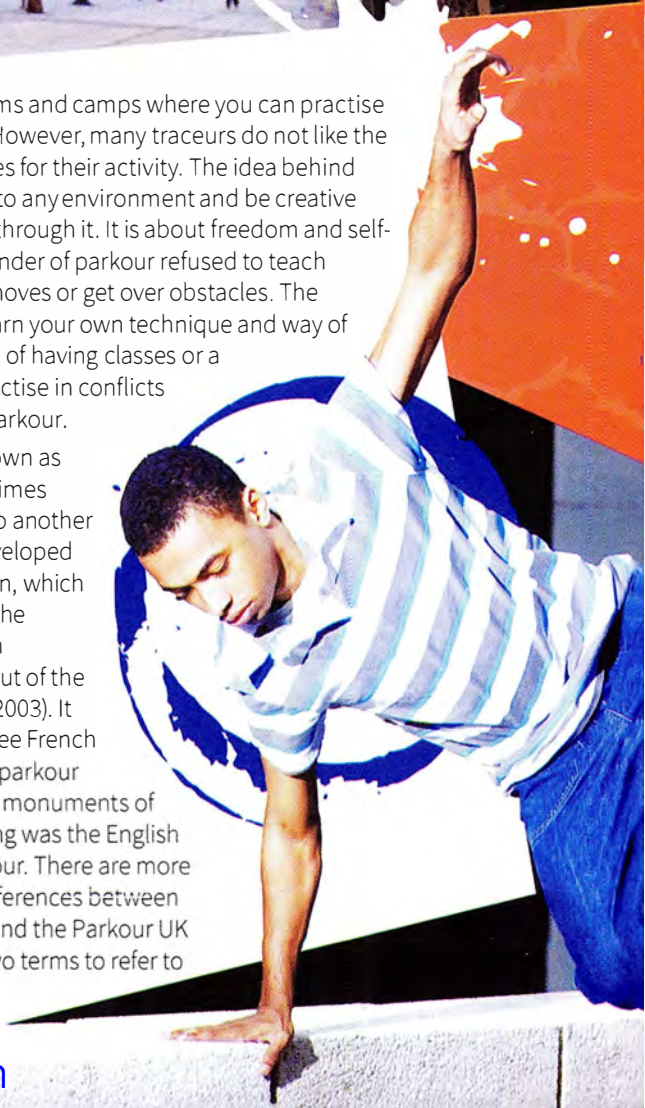 ms and camps where you can practise
However, many traceurs do not like the
es for their activity. The idea behind
to any environment and be creative
through it. It is about freedom and self-
nder of parkour refused to teach
moves or get over obstacles. The
arn your own technique and way of
of having classes or a
ctise in conflicts
arkour.
own as
imes
o another
veloped
n, which
he
n
ut of the
2003). It
ee French
parkour
monuments of
ng was the English
our. There are more
fferences between
nd the Parkour UK
wo terms to refer to
n